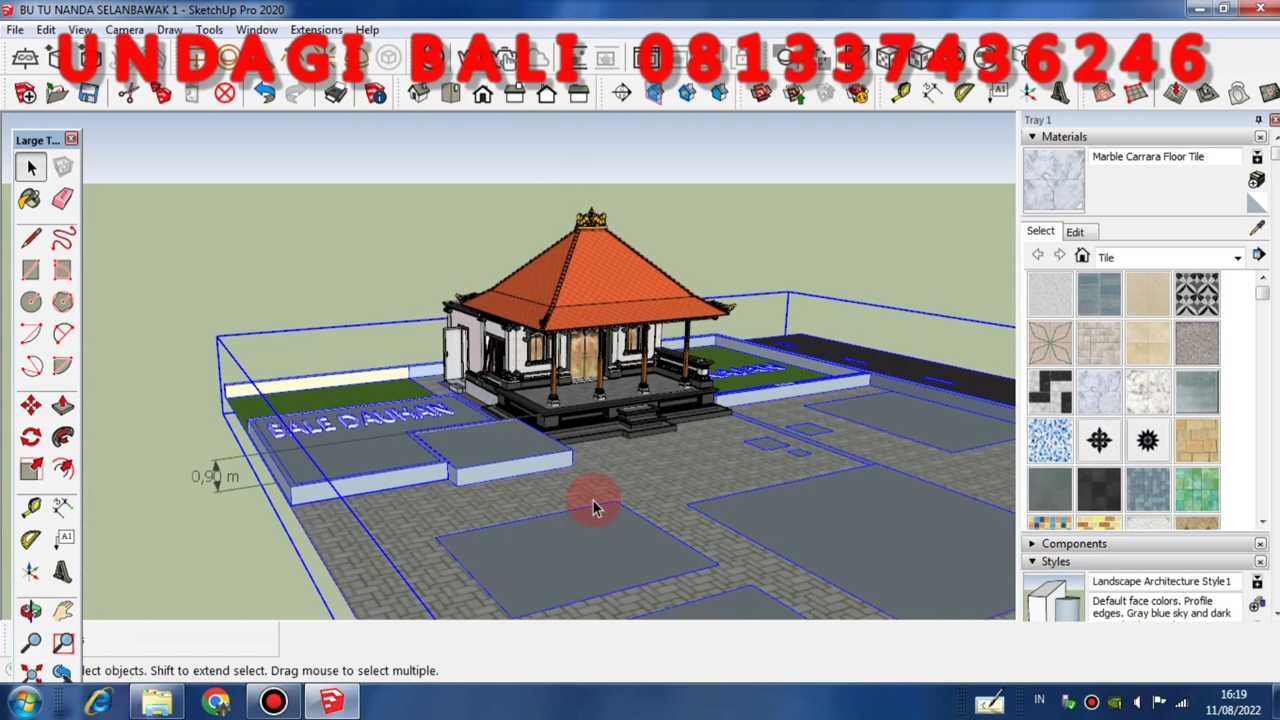 BU TU NANDA SELANBAWAK 1 - SketchUp Pro 2020
File Edit View Camera Draw Tools Window Extensions Help
UNDAGI BALI 081337436246
Large T...
Tray 1
Materials
Marble Carrara Floor Tile
Select Edit
Tile
A1
BALE DAUHAN
0,90 m
Components
Styles
Landscape Architecture Style1
Default face colors. Profile
edges. Gray blue sky and dark
lect objects. Shift to extend select. Drag mouse to select multiple.
IN
16:19
11/08/2022